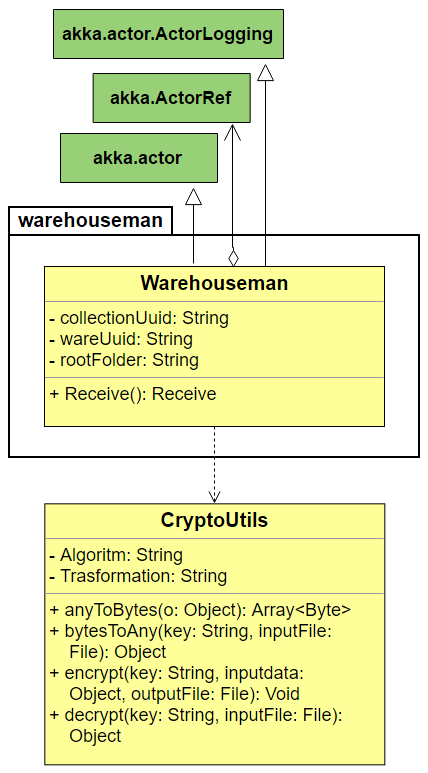 akka.actor.ActorLogging
akka.ActorRef
akka.actor
warehouseman
Warehouseman
- collectionUuid: String
- wareUuid: String
- rootFolder: String
+ Receive(): Receive
CryptoUtils
- Algoritm: String
- Trasformation: String
+ anyToBytes(o: Object): Array<Byte>
+ bytesToAny(key: String, inputFile:
File): Object
+ encrypt(key: String, inputdata:
Object, outputFile: File): Void
+ decrypt(key: String, inputFile: File):
Object